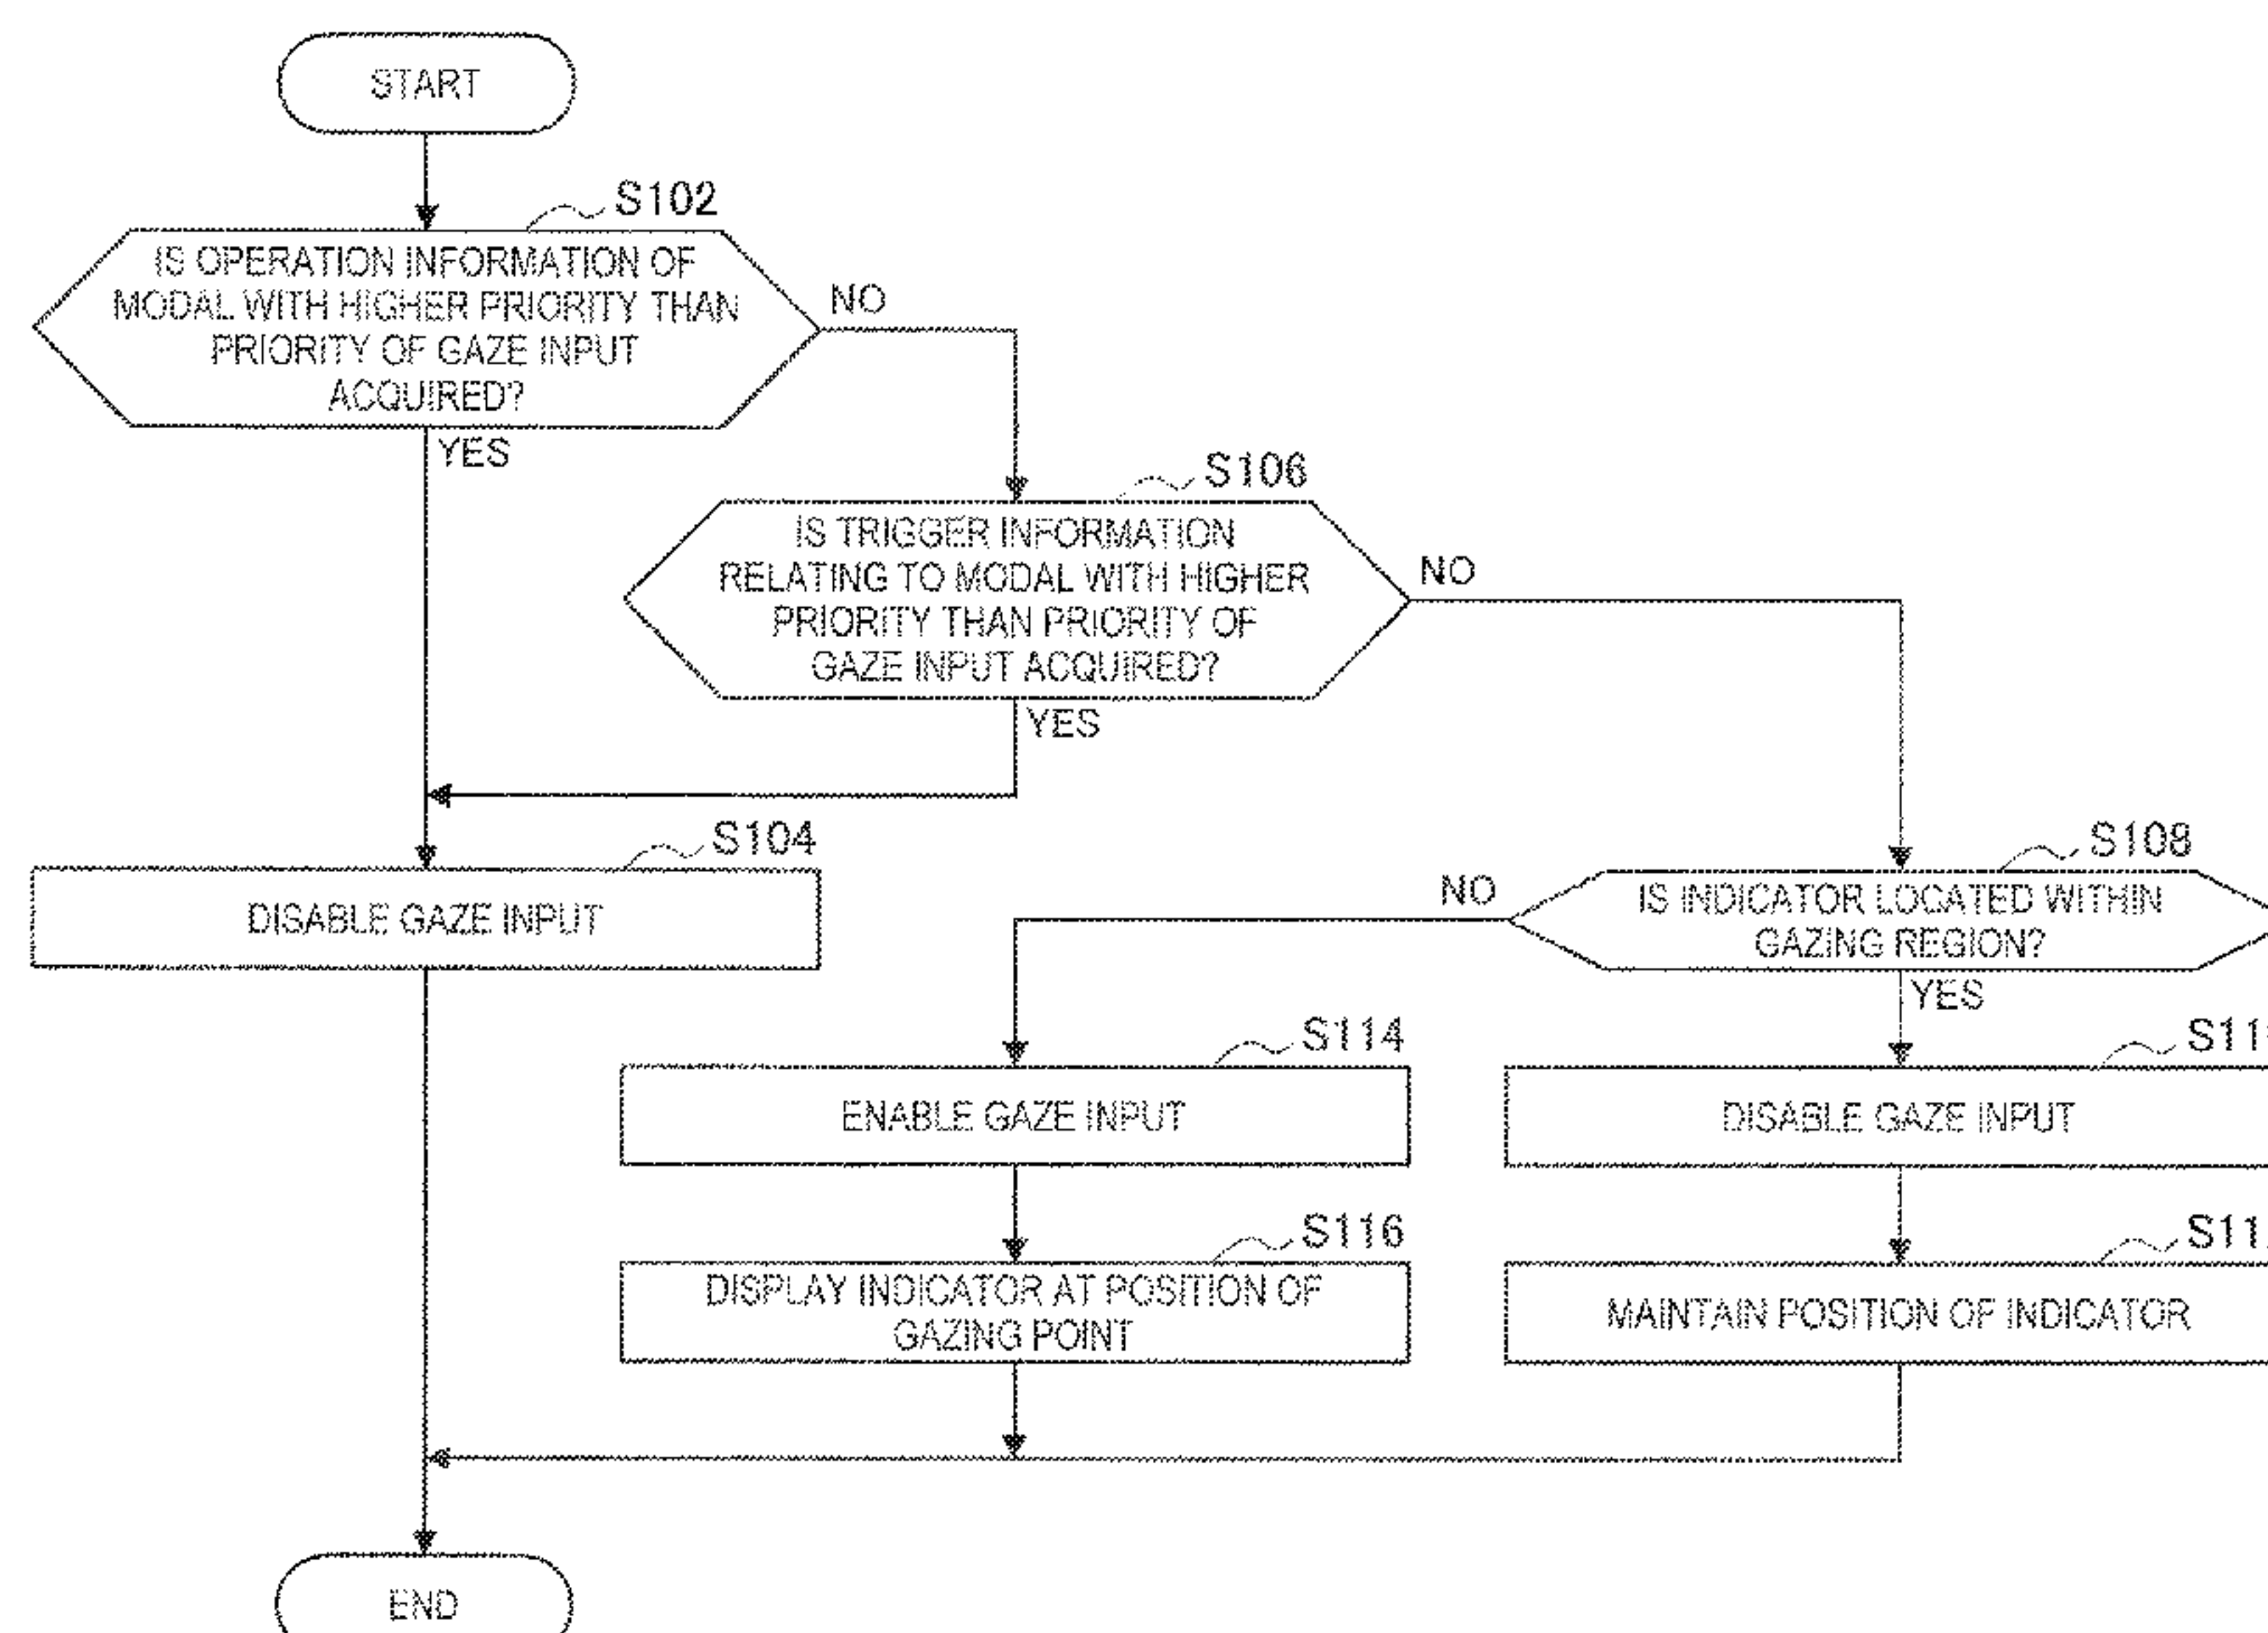 START
S102
IS OPERATION INFORMATION OF
MODAL WITH HIGHER PRIORITY THAN
PRIORITY OF GAZE INPUT
ACQUIRED?
NO
YES
S106
IS TRIGGER INFORMATION
RELATING TO MODAL WITH HIGHER
PRIORITY THAN PRIORITY OF
GAZE INPUT ACQUIRED?
NO
YES
S104
DISABLE GAZE INPUT
S108
IS INDICATOR LOCATED WITHIN
GAZING REGION?
NO
YES
S114
ENABLE GAZE INPUT
DISABLE GAZE INPUT
S116
DISPLAY INDICATOR AT POSITION OF
GAZING POINT
MAINTAIN POSITION OF INDICATOR
END